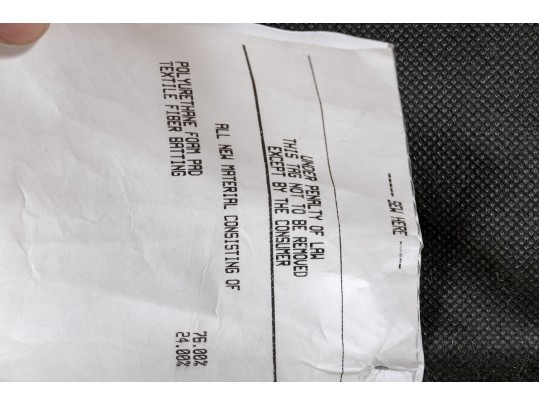 ----- SEW HERE -----
UNDER PENALTY OF LAW
THIS TAG NOT TO BE REMOVED
EXCEPT BY THE CONSUMER
ALL NEW MATERIAL CONSISTING OF
POLYURETHANE FOAM PAD 76.00%
TEXTILE FIBER BATTING 24.00%